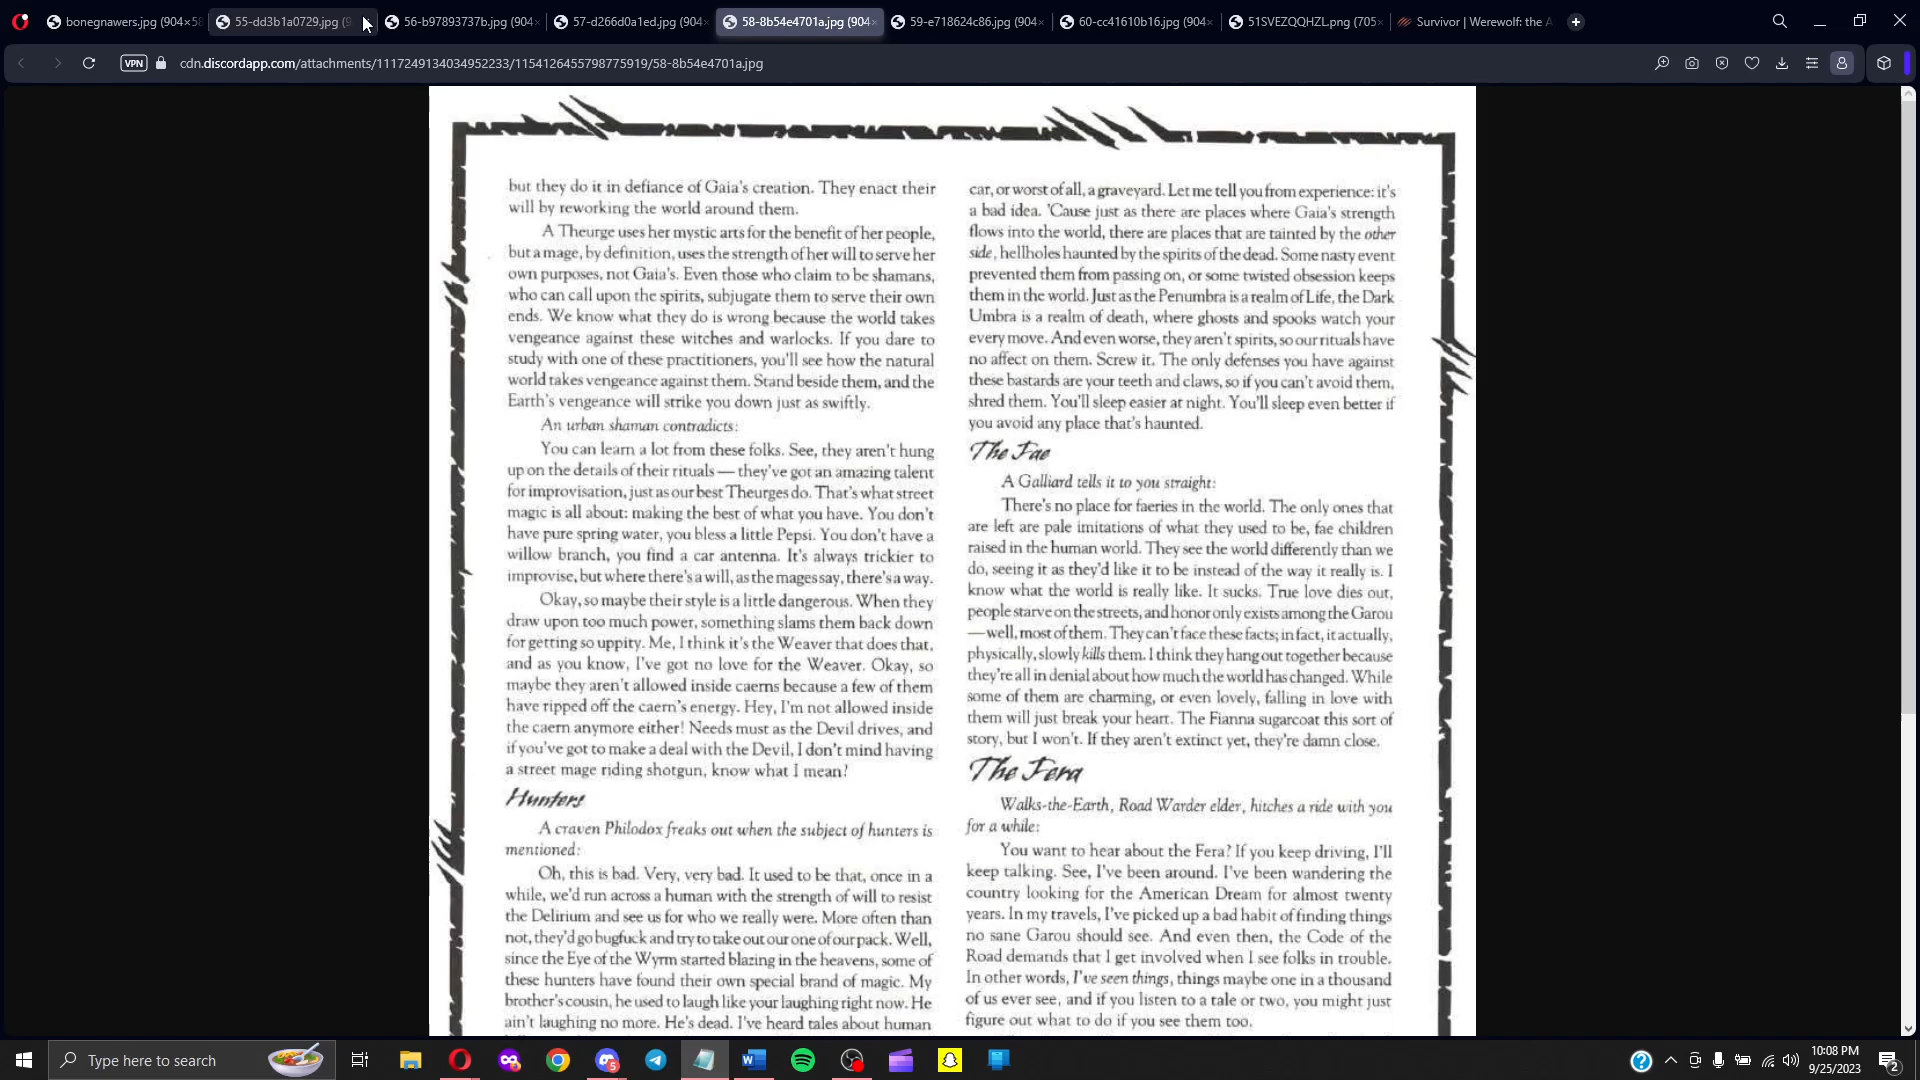 bonegnawers.jpg (904×58
55-dd3b1a0729.jpg (9
56-b97893737b.jpg (904×
57-d266d0a1ed.jpg (904×
58-8b54e4701a.jpg (904×
59-e718624c86.jpg (904×
60-cc41610b16.jpg (904×
51SVEZQQHZL.png (705×
Survivor | Werewolf: the A
VPN
cdn.discordapp.com/attachments/1117249134034952233/1154126455798775919/58-8b54e4701a.jpg
but they do it in defiance of Gaia's creation. They enact their
will by reworking the world around them.
A Theurge uses her mystic arts for the benefit of her people,
but a mage, by definition, uses the strength of her will to serve her
own purposes, not Gaia's. Even those who claim to be shamans,
who can call upon the spirits, subjugate them to serve their own
ends. We know what they do is wrong because the world takes
vengeance against these witches and warlocks. If you dare to
study with one of these practitioners, you'll see how the natural
world takes vengeance against them. Stand beside them, and the
Earth's vengeance will strike you down just as swiftly.
An urban shaman contradicts:
You can learn a lot from these folks. See, they aren't hung
up on the details of their rituals — they've got an amazing talent
for improvisation, just as our best Theurges do. That's what street
magic is all about: making the best of what you have. You don't
have pure spring water, you bless a little Pepsi. You don't have a
willow branch, you find a car antenna. It's always trickier to
improvise, but where there's a will, as the mages say, there's a way.
Okay, so maybe their style is a little dangerous. When they
draw upon too much power, something slams them back down
for getting so uppity. Me, I think it's the Weaver that does that,
and as you know, I've got no love for the Weaver. Okay, so
maybe they aren't allowed inside caerns because a few of them
have ripped off the caern's energy. Hey, I'm not allowed inside
the caern anymore either! Needs must as the Devil drives, and
if you've got to make a deal with the Devil, I don't mind having
a street mage riding shotgun, know what I mean?
Hunters
A craven Philodox freaks out when the subject of hunters is
mentioned:
Oh, this is bad. Very, very bad. It used to be that, once in a
while, we'd run across a human with the strength of will to resist
the Delirium and see us for who we really were. More often than
not, they'd go bugfuck and try to take out our one of our pack. Well,
since the Eye of the Wyrm started blazing in the heavens, some of
these hunters have found their own special brand of magic. My
brother's cousin, he used to laugh like your laughing right now. He
ain't laughing no more. He's dead. I've heard tales about human
car, or worst of all, a graveyard. Let me tell you from experience: it's
a bad idea. 'Cause just as there are places where Gaia's strength
flows into the world, there are places that are tainted by the other
side, hellholes haunted by the spirits of the dead. Some nasty event
prevented them from passing on, or some twisted obsession keeps
them in the world. Just as the Penumbra is a realm of Life, the Dark
Umbra is a realm of death, where ghosts and spooks watch your
every move. And even worse, they aren't spirits, so our rituals have
no affect on them. Screw it. The only defenses you have against
these bastards are your teeth and claws, so if you can't avoid them,
shred them. You'll sleep easier at night. You'll sleep even better if
you avoid any place that's haunted.
The Fae
A Galliard tells it to you straight:
There's no place for faeries in the world. The only ones that
are left are pale imitations of what they used to be, fae children
raised in the human world. They see the world differently than we
do, seeing it as they'd like it to be instead of the way it really is. I
know what the world is really like. It sucks. True love dies out,
people starve on the streets, and honor only exists among the Garou
— well, most of them. They can't face these facts; in fact, it actually,
physically, slowly kills them. I think they hang out together because
they're all in denial about how much the world has changed. While
some of them are charming, or even lovely, falling in love with
them will just break your heart. The Fianna sugarcoat this sort of
story, but I won't. If they aren't extinct yet, they're damn close.
The Fera
Walks-the-Earth, Road Warder elder, hitches a ride with you
for a while:
You want to hear about the Fera? If you keep driving, I'll
keep talking. See, I've been around. I've been wandering the
country looking for the American Dream for almost twenty
years. In my travels, I've picked up a bad habit of finding things
no sane Garou should see. And even then, the Code of the
Road demands that I get involved when I see folks in trouble.
In other words, I've seen things, things maybe one in a thousand
of us ever see, and if you listen to a tale or two, you might just
figure out what to do if you see them too.
Type here to search
5
10:08 PM
9/25/2023
2